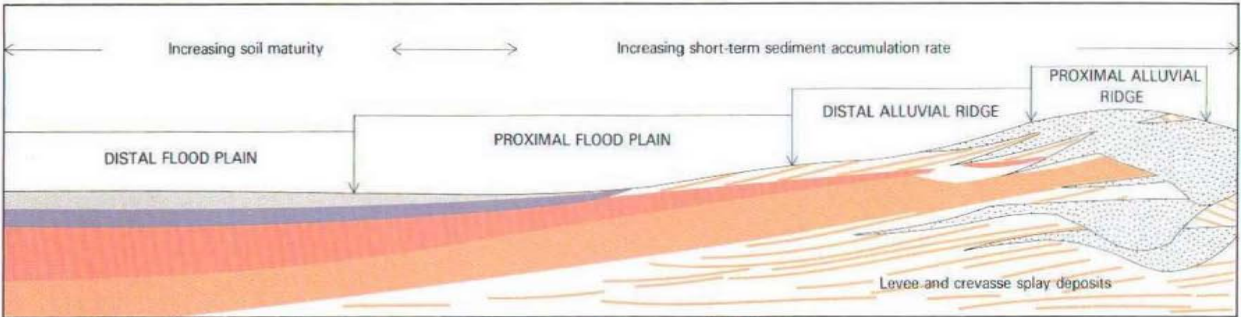 Increasing soil maturity
Increasing short-term sediment accumulation rate
PROXIMAL ALLUVIAL
RIDGE
DISTAL ALLUVIAL RIDGE
PROXIMAL FLOOD PLAIN
DISTAL FLOOD PLAIN
Levee and crevasse splay deposits